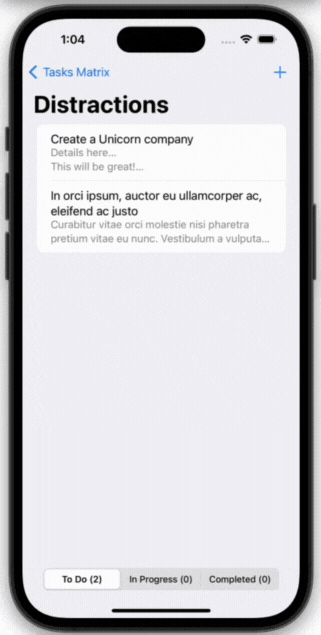 1:04
Tasks Matrix
Distractions
Create a Unicorn company
Details here...
This will be great!...
In orci ipsum, auctor eu ullamcorper ac,
eleifend ac justo
Curabitur vitae orci molestie nisi pharetra
pretium vitae eu nunc. Vestibulum a vulputa...
To Do (2) In Progress (0) Completed (0)